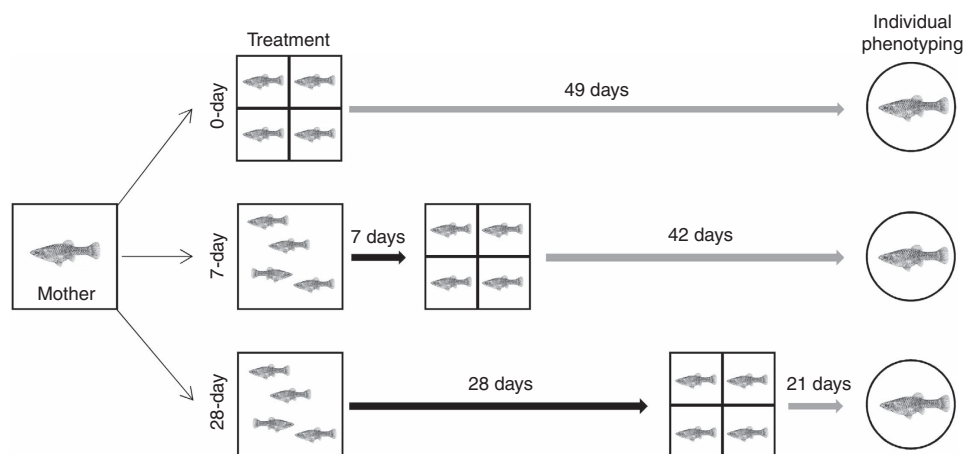 Treatment
Individual
phenotyping
0-day
49 days
Mother
7-day
7 days
42 days
28-day
28 days
21 days